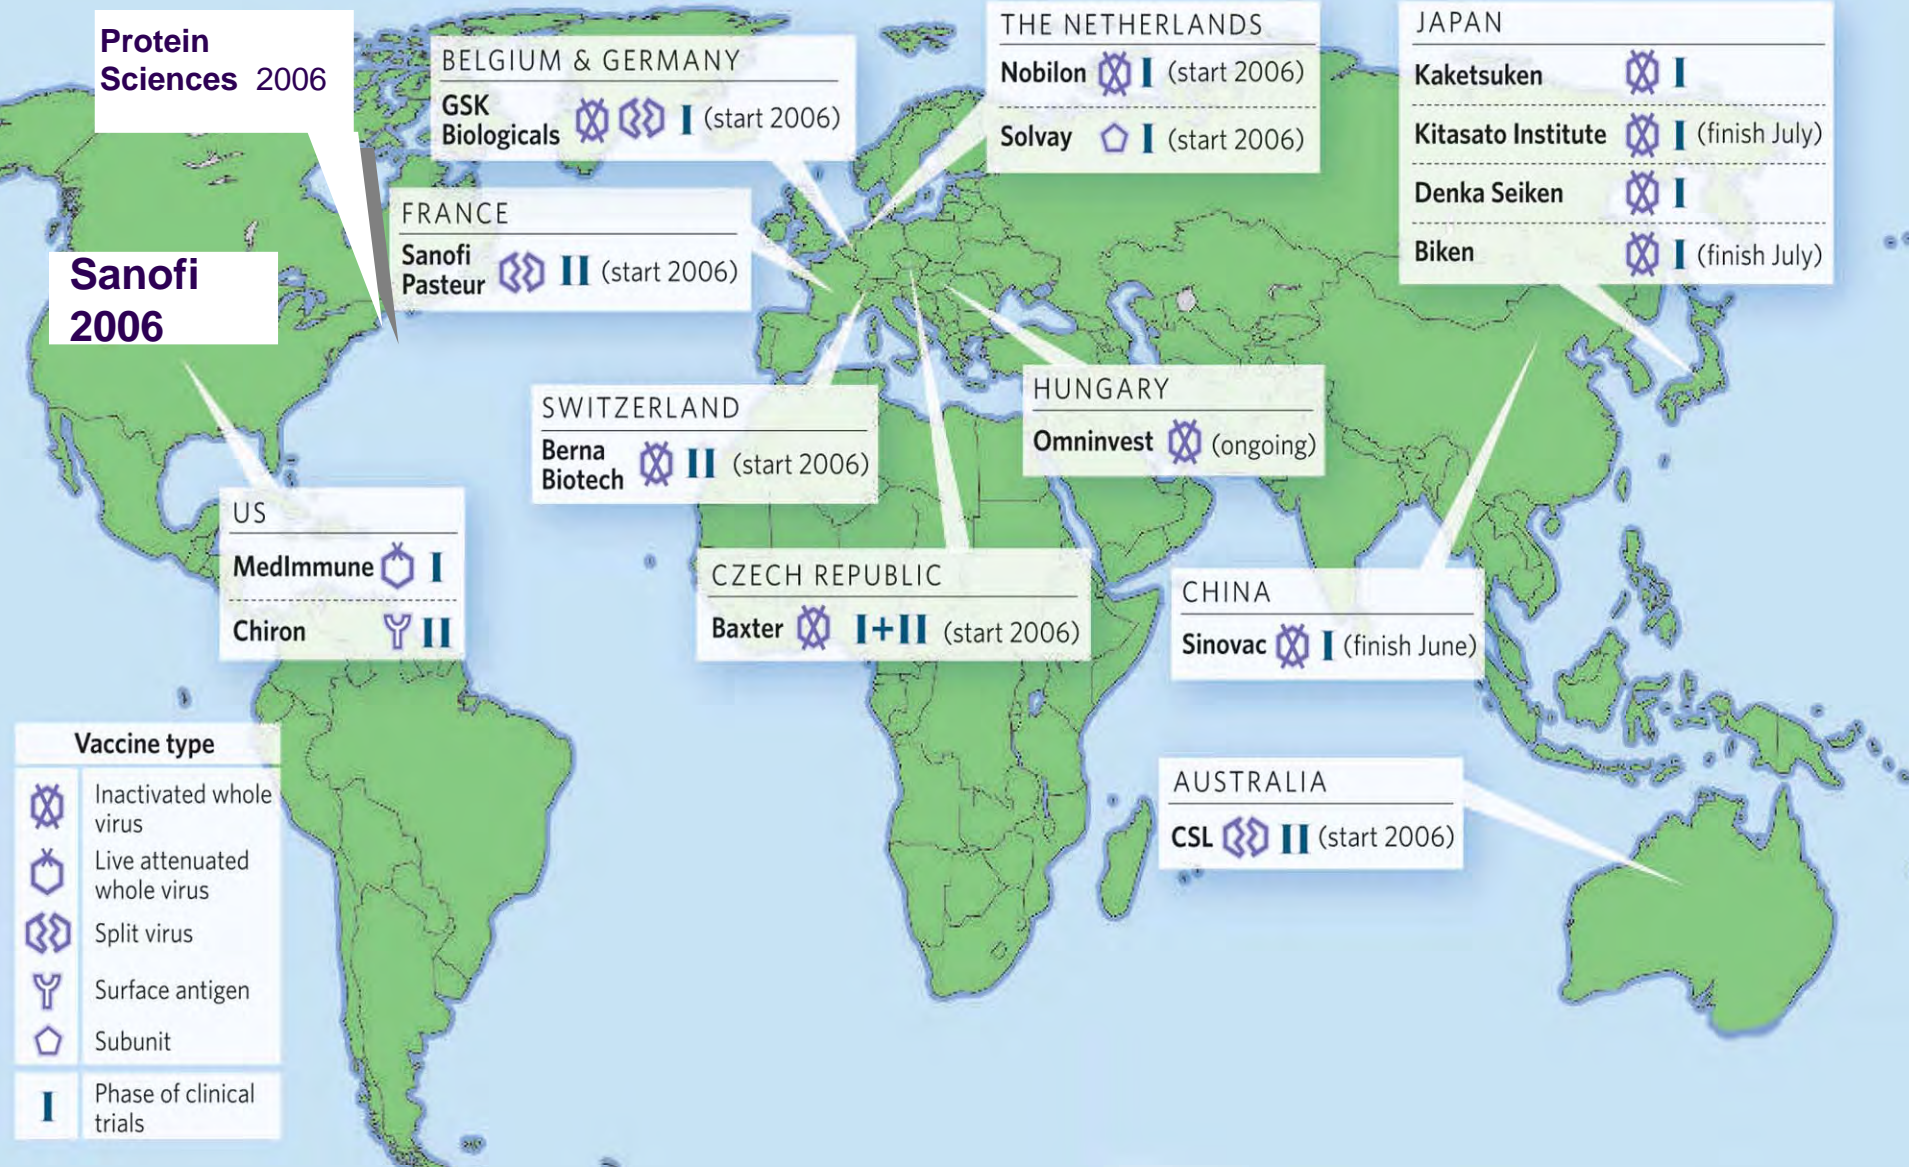 Protein
Sciences 2006
Sanofi
2006
BELGIUM & GERMANY
GSK
Biologicals I (start 2006)
THE NETHERLANDS
Nobilon I (start 2006)
Solvay I (start 2006)
JAPAN
Kaketsuken I
Kitasato Institute I (finish July)
Denka Seiken I
Biken I (finish July)
FRANCE
Sanofi
Pasteur II (start 2006)
SWITZERLAND
Berna
Biotech II (start 2006)
HUNGARY
Omninvest (ongoing)
US
MedImmune I
Chiron II
CZECH REPUBLIC
Baxter I+II (start 2006)
CHINA
Sinovac I (finish June)
AUSTRALIA
CSL II (start 2006)
Vaccine type
Inactivated whole
virus
Live attenuated
whole virus
Split virus
Surface antigen
Subunit
I Phase of clinical
trials